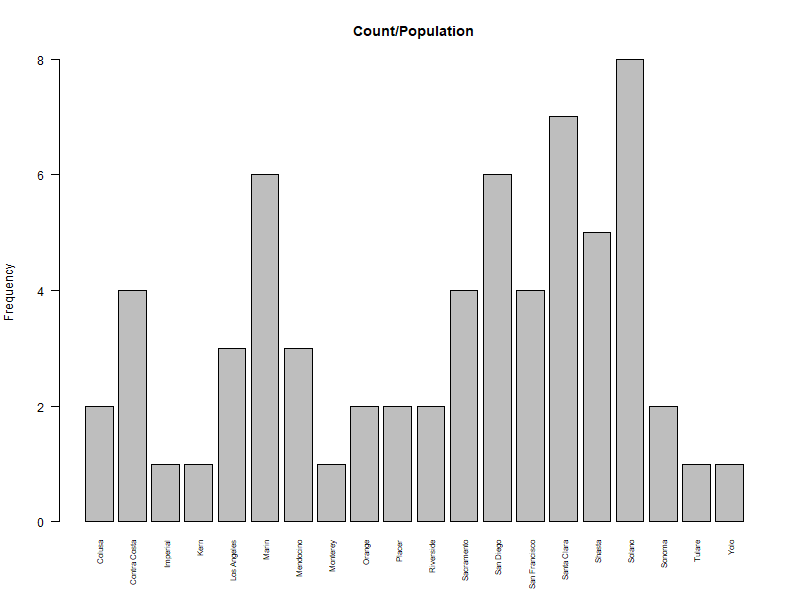 Count/Population
Frequency
8
6
4
2
0
Colusa
Contra Costa
Imperial
Kern
Los Angeles
Marin
Mendocino
Monterey
Orange
Placer
Riverside
Sacramento
San Diego
San Francisco
Santa Clara
Shasta
Solano
Sonoma
Tulare
Yolo